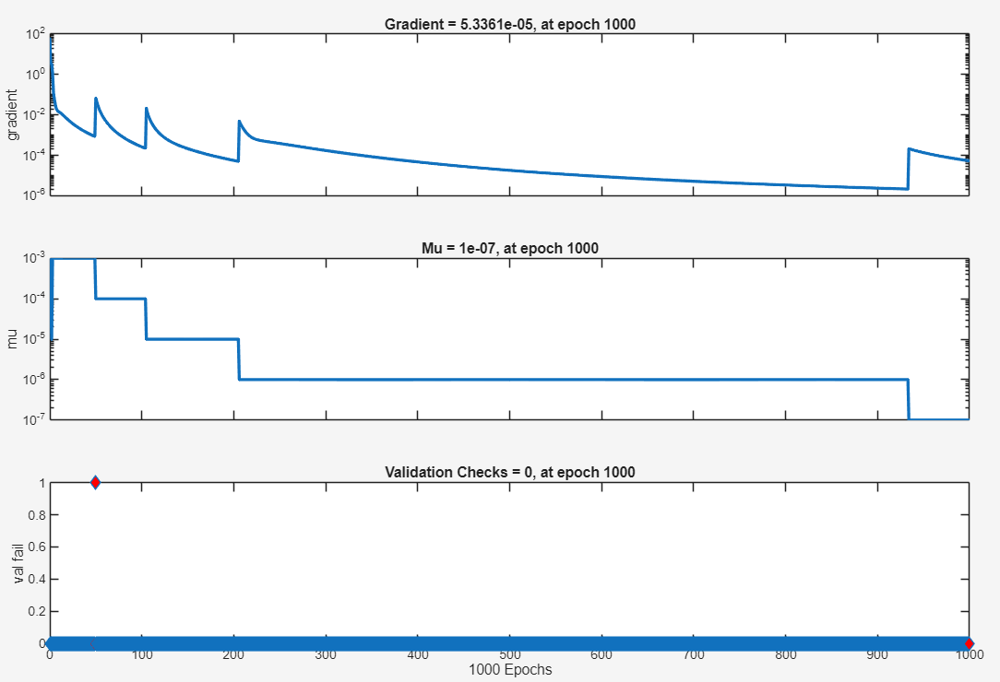 Gradient = 5.3361e-05, at epoch 1000
10^2
10^0
10^-2
10^-4
10^-6
gradient
Mu = 1e-07, at epoch 1000
10^-3
10^-4
10^-5
10^-6
10^-7
mu
Validation Checks = 0, at epoch 1000
1
0.8
0.6
0.4
0.2
0
val fail
0 100 200 300 400 500 600 700 800 900 1000
1000 Epochs